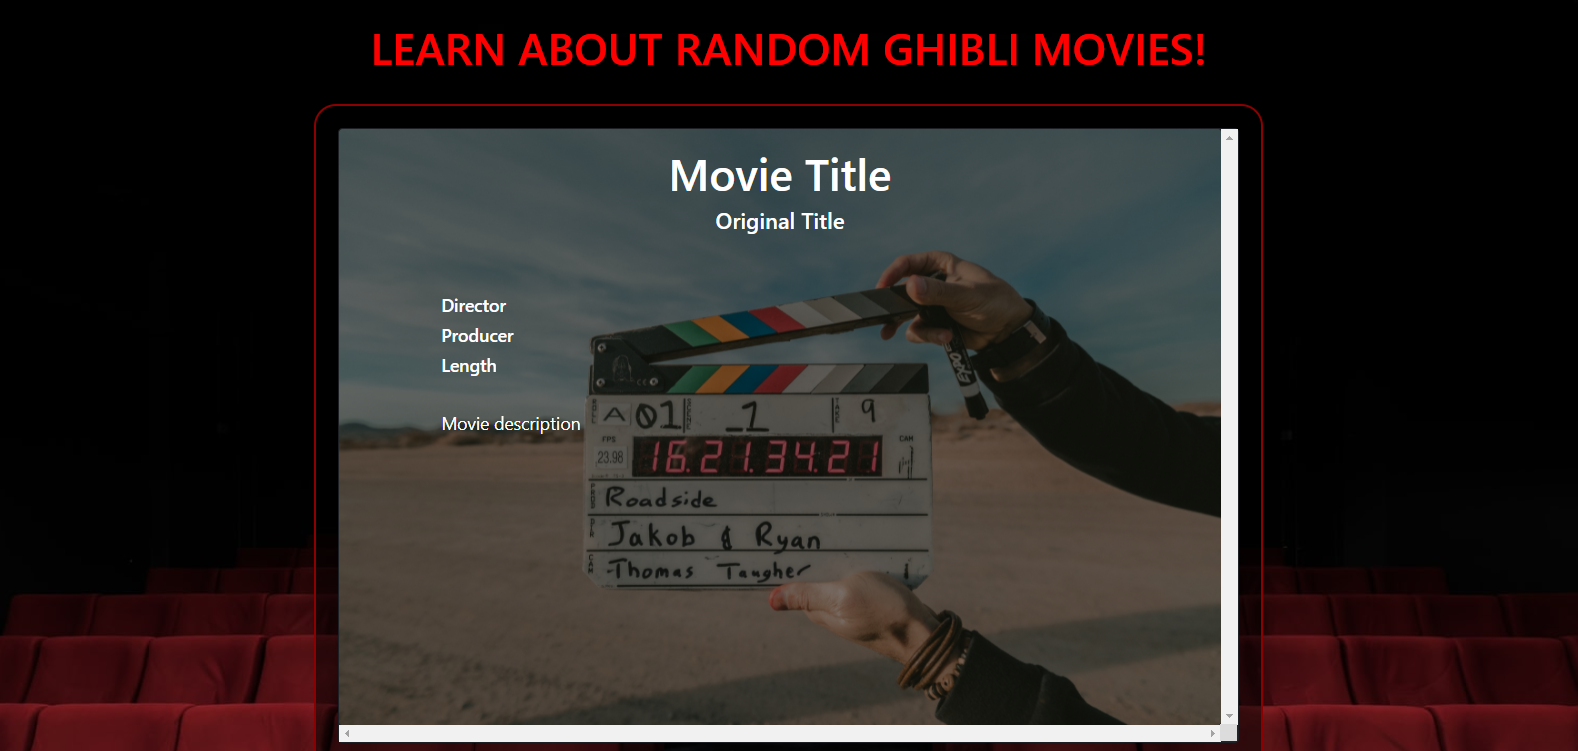 LEARN ABOUT RANDOM GHIBLI MOVIES!
Movie Title
Original Title
Director
Producer
Length
Movie description
EXPO
A 01 1 9
FPS
CAM
23.98
16.21.34.21
Roadside
Jakob & Ryan
Thomas Taugher